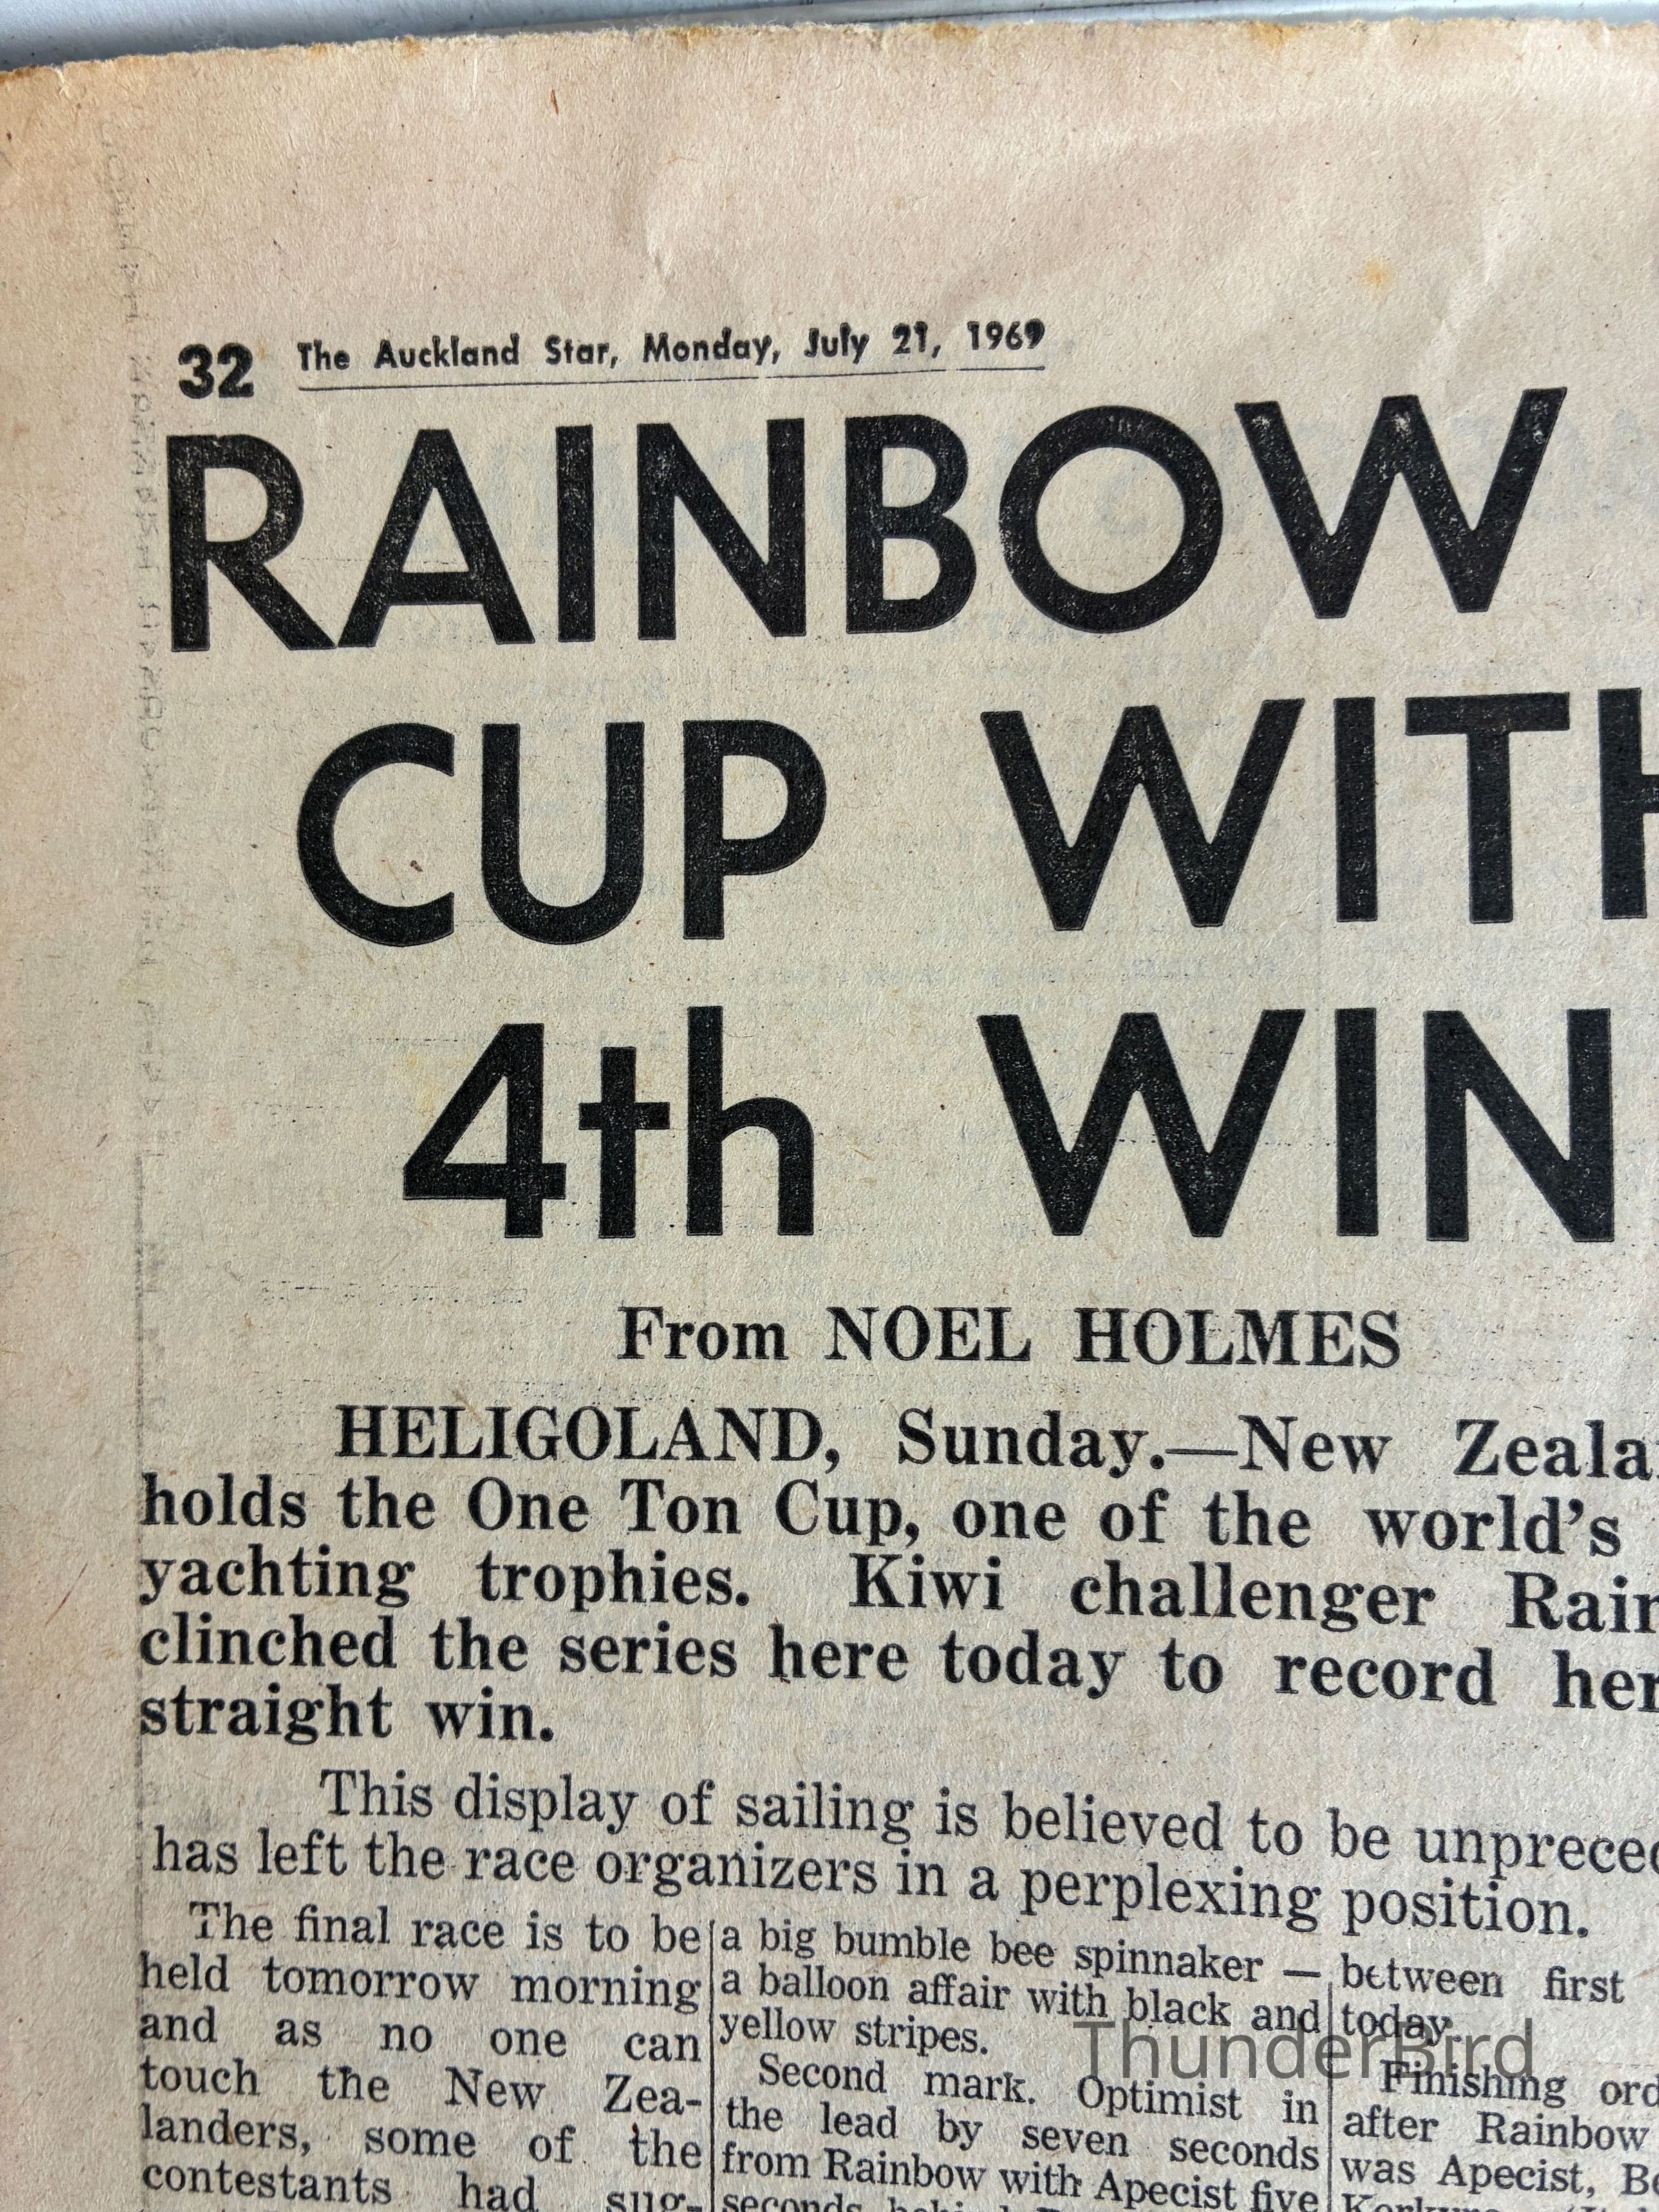 32 The Auckland Star, Monday, July 21, 1969
RAINBOW
CUP WITH
4th WIN
From NOEL HOLMES
HELIGOLAND, Sunday.—New Zeala
holds the One Ton Cup, one of the world's
yachting trophies. Kiwi challenger Rain
clinched the series here today to record her
straight win.
This display of sailing is believed to be unpreced
has left the race organizers in a perplexing position.
The final race is to be
held tomorrow morning
and as no one can
touch the New Zea-
landers, some of the
contestants had sug-
a big bumble bee spinnaker —
a balloon affair with black and
yellow stripes.
Second mark. Optimist in
the lead by seven seconds
from Rainbow with Apecist five
seconds behind
between first
today.
Finishing ord
after Rainbow
was Apecist, Be
ThunderBird